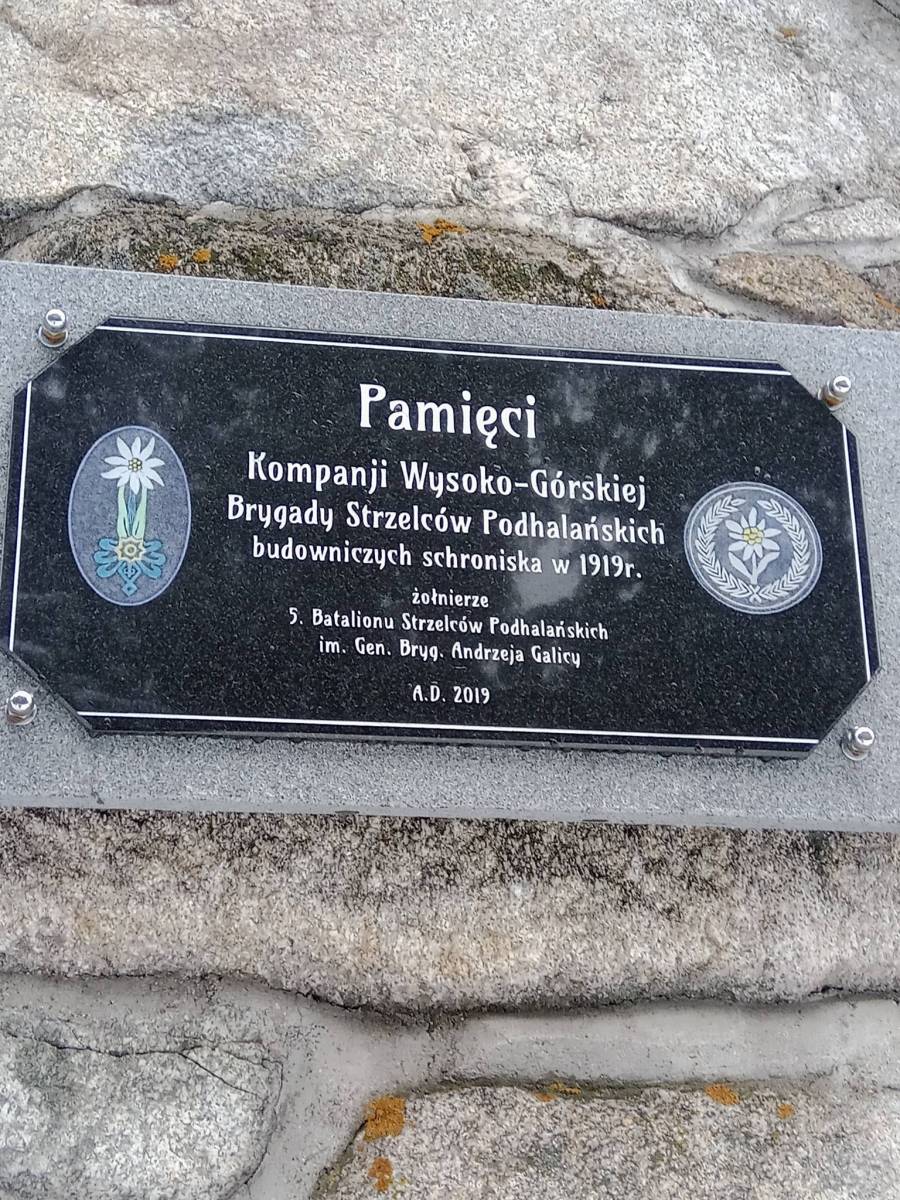 Pamięci
Kompanji Wysoko-Górskiej
Brygady Strzelców Podhalańskich
budowniczych schroniska w 1919r.
żołnierze
5. Batalionu Strzelców Podhalańskich
im. Gen. Bryg. Andrzeja Galicy
A.D. 2019